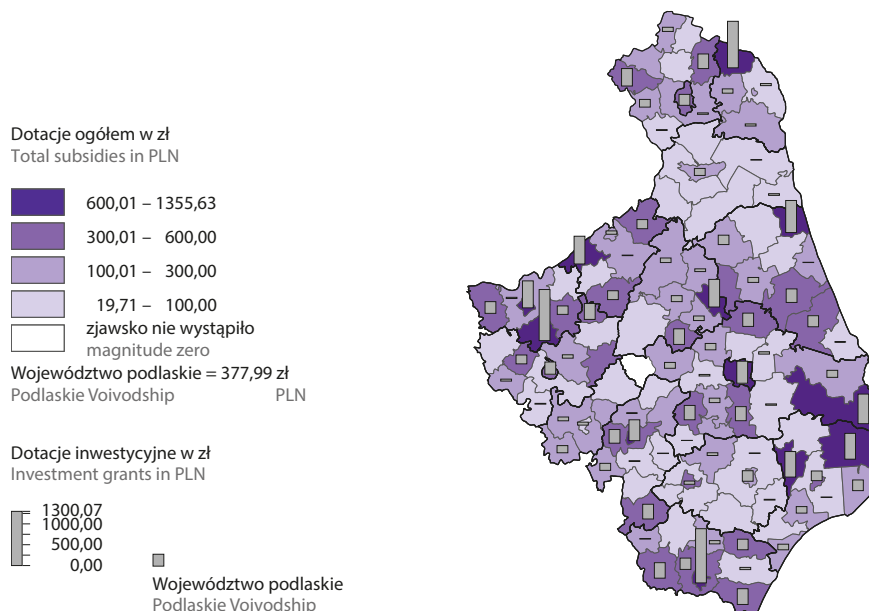 Dotacje ogółem w zł
Total subsidies in PLN
600,01 – 1355,63
300,01 – 600,00
100,01 – 300,00
19,71 – 100,00
zjawsko nie wystąpiło
magnitude zero
Województwo podlaskie = 377,99 zł
Podlaskie Voivodship PLN
Dotacje inwestycyjne w zł
Investment grants in PLN
1300,07
1000,00
500,00
0,00
Województwo podlaskie
Podlaskie Voivodship